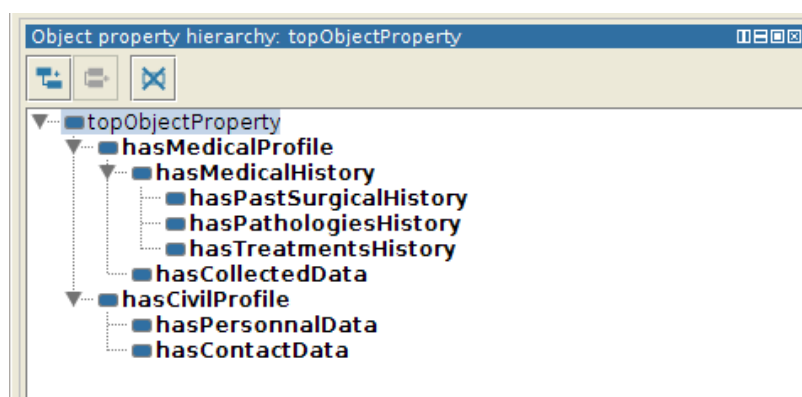 Object property hierarchy: topObjectProperty
topObjectProperty
hasMedicalProfile
hasMedicalHistory
hasPastSurgicalHistory
hasPathologiesHistory
hasTreatmentsHistory
hasCollectedData
hasCivilProfile
hasPersonnalData
hasContactData